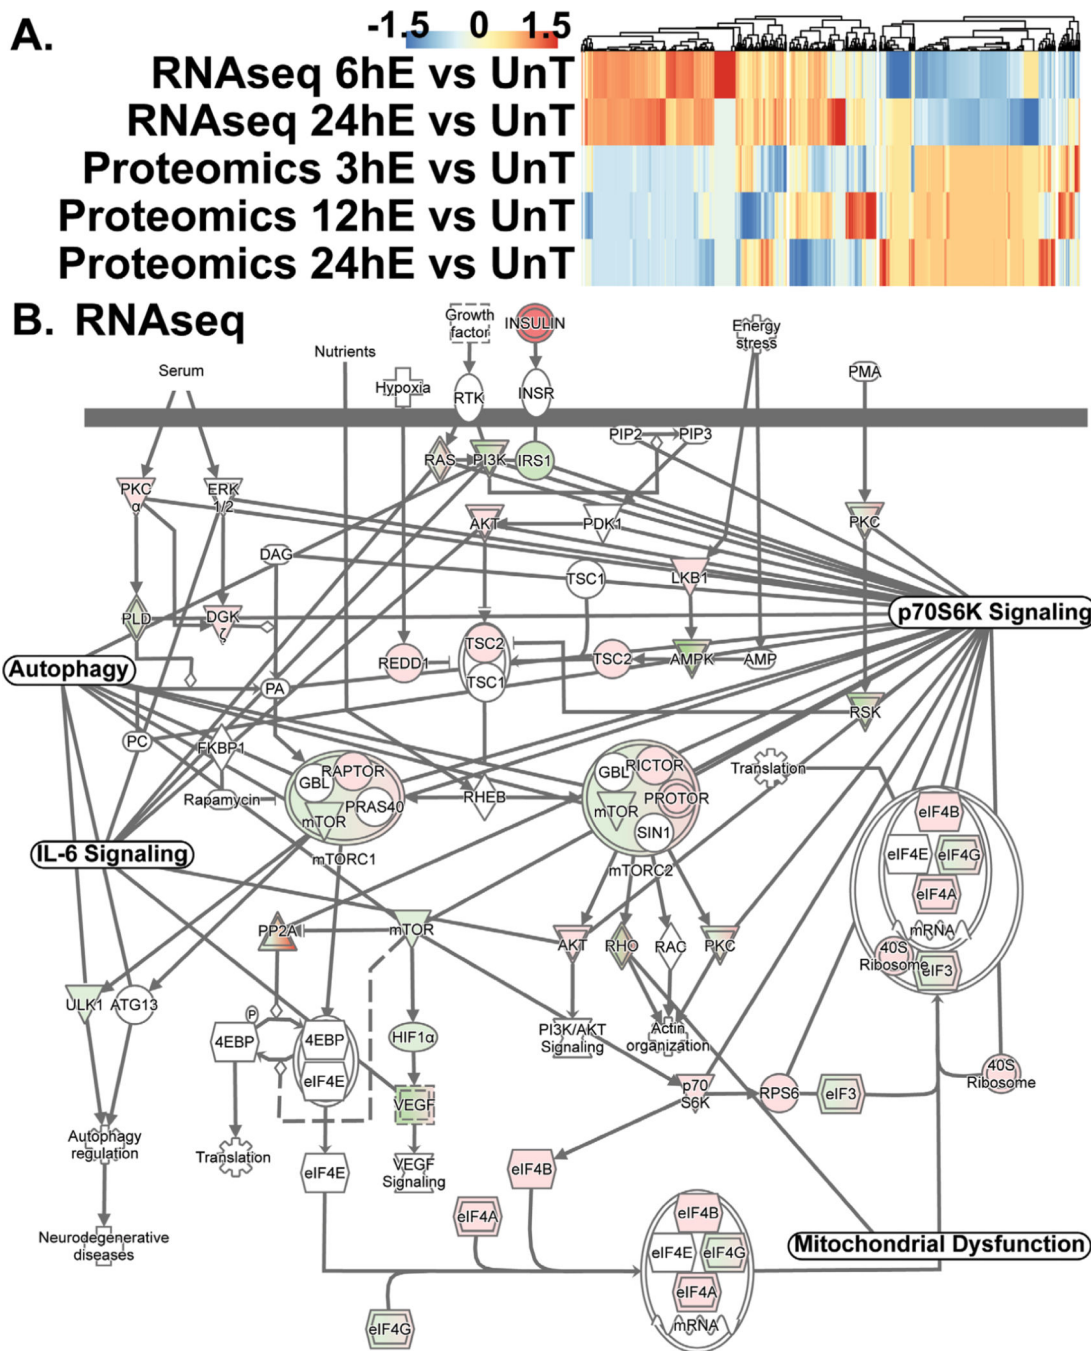 A.
-1.5 0 1.5
RNAseq 6hE vs UnT
RNAseq 24hE vs UnT
Proteomics 3hE vs UnT
Proteomics 12hE vs UnT
Proteomics 24hE vs UnT
B. RNAseq
Growth
factor
INSULIN
Energy
stress
Nutrients
Serum
Hypoxia
RTK
INSR
PMA
PIP2
PIP3
RAS
PI3K
IRS1
PKC
α
ERK
1/2
AKT
PDK1
PKC
DAG
TSC1
LKB1
p70S6K Signaling
PLD
DGK
ζ
TSC2
REDD1
TSC2
AMPK
AMP
Autophagy
TSC1
PA
RSK
PC
FKBP1
GBL
RAPTOR
GBL
RICTOR
Translation
Rapamycin
PRAS40
mTOR
RHEB
mTOR
PROTOR
SIN1
eIF4B
IL-6 Signaling
mTORC1
mTORC2
eIF4E
eIF4G
eIF4A
PP2A
mTOR
AKT
RHO
RAC
PKC
mRNA
40S
Ribosome
eIF3
ULK1
ATG13
P
4EBP
4EBP
HIF1α
PI3K/AKT
Signaling
Actin
organization
eIF4E
p70
S6K
RPS6
eIF3
40S
Ribosome
VEGF
Autophagy
regulation
Translation
eIF4E
VEGF
Signaling
eIF4B
eIF4A
eIF4B
Neurodegenerative
diseases
eIF4E
eIF4G
Mitochondrial Dysfunction
eIF4A
eIF4G
mRNA